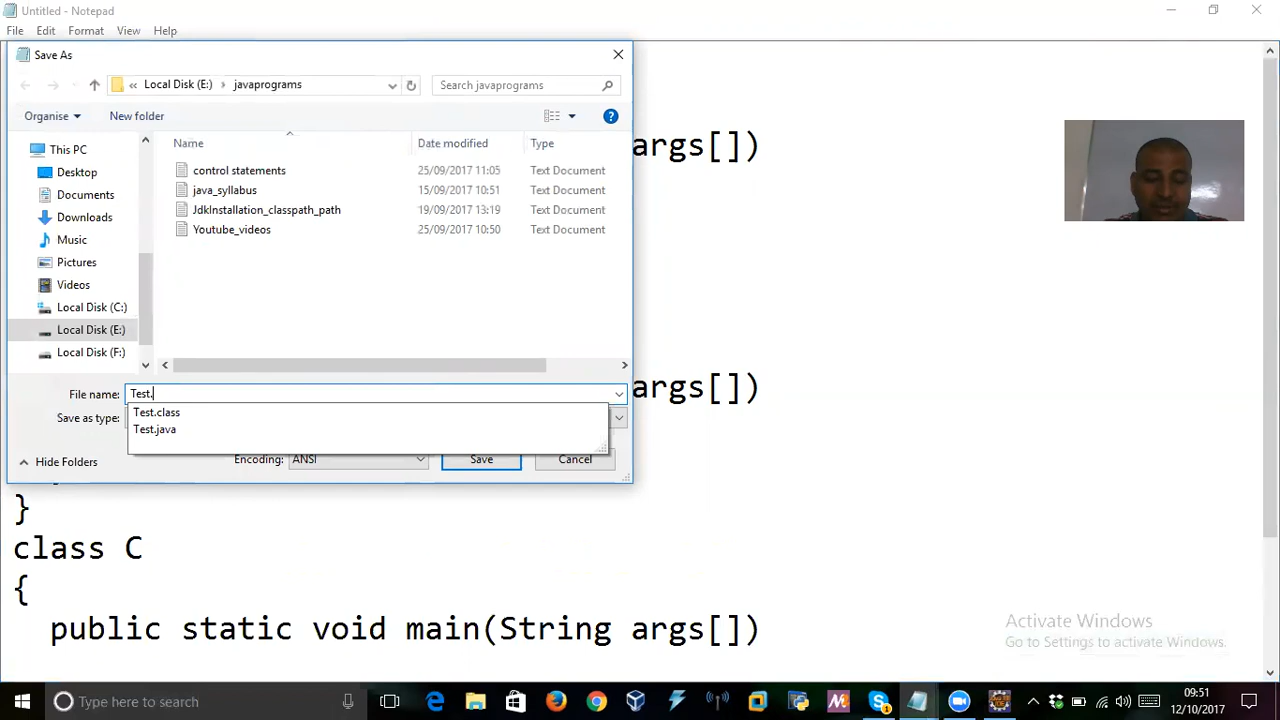 Untitled - Notepad
File Edit Format View Help
Save As
« Local Disk (E:) › javaprograms
Search javaprograms
Organise
New folder
Name
Date modified
Type
This PC
Desktop
Documents
Downloads
Music
Pictures
Videos
Local Disk (C:)
Local Disk (E:)
Local Disk (F:)
control statements 25/09/2017 11:05 Text Document
java_syllabus 15/09/2017 10:51 Text Document
JdkInstallation_classpath_path 19/09/2017 13:19 Text Document
Youtube_videos 25/09/2017 10:50 Text Document
File name: Test.
Test.class
Test.java
Save as type:
Hide Folders
Encoding: ANSI
Save
Cancel
args[])
args[])
}
class C
{
public static void main(String args[])
Activate Windows
Go to Settings to activate Windows.
Type here to search
09:51
12/10/2017